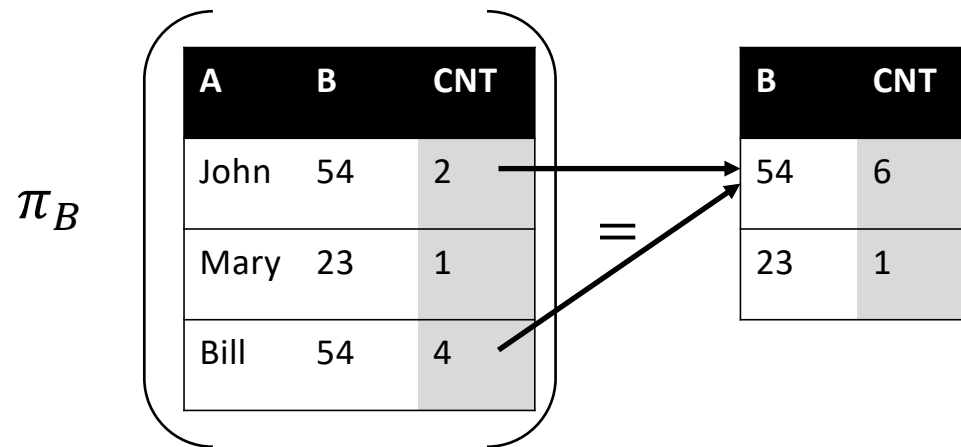 π_B
A B CNT
John 54 2
Mary 23 1
Bill 54 4
=
B CNT
54 6
23 1